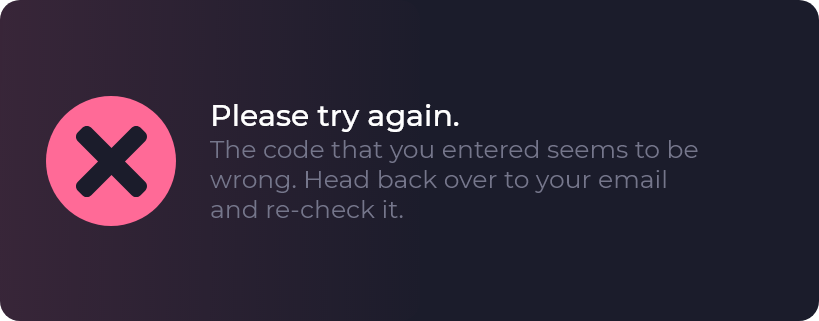 Please try again.
The code that you entered seems to be
wrong. Head back over to your email
and re-check it.